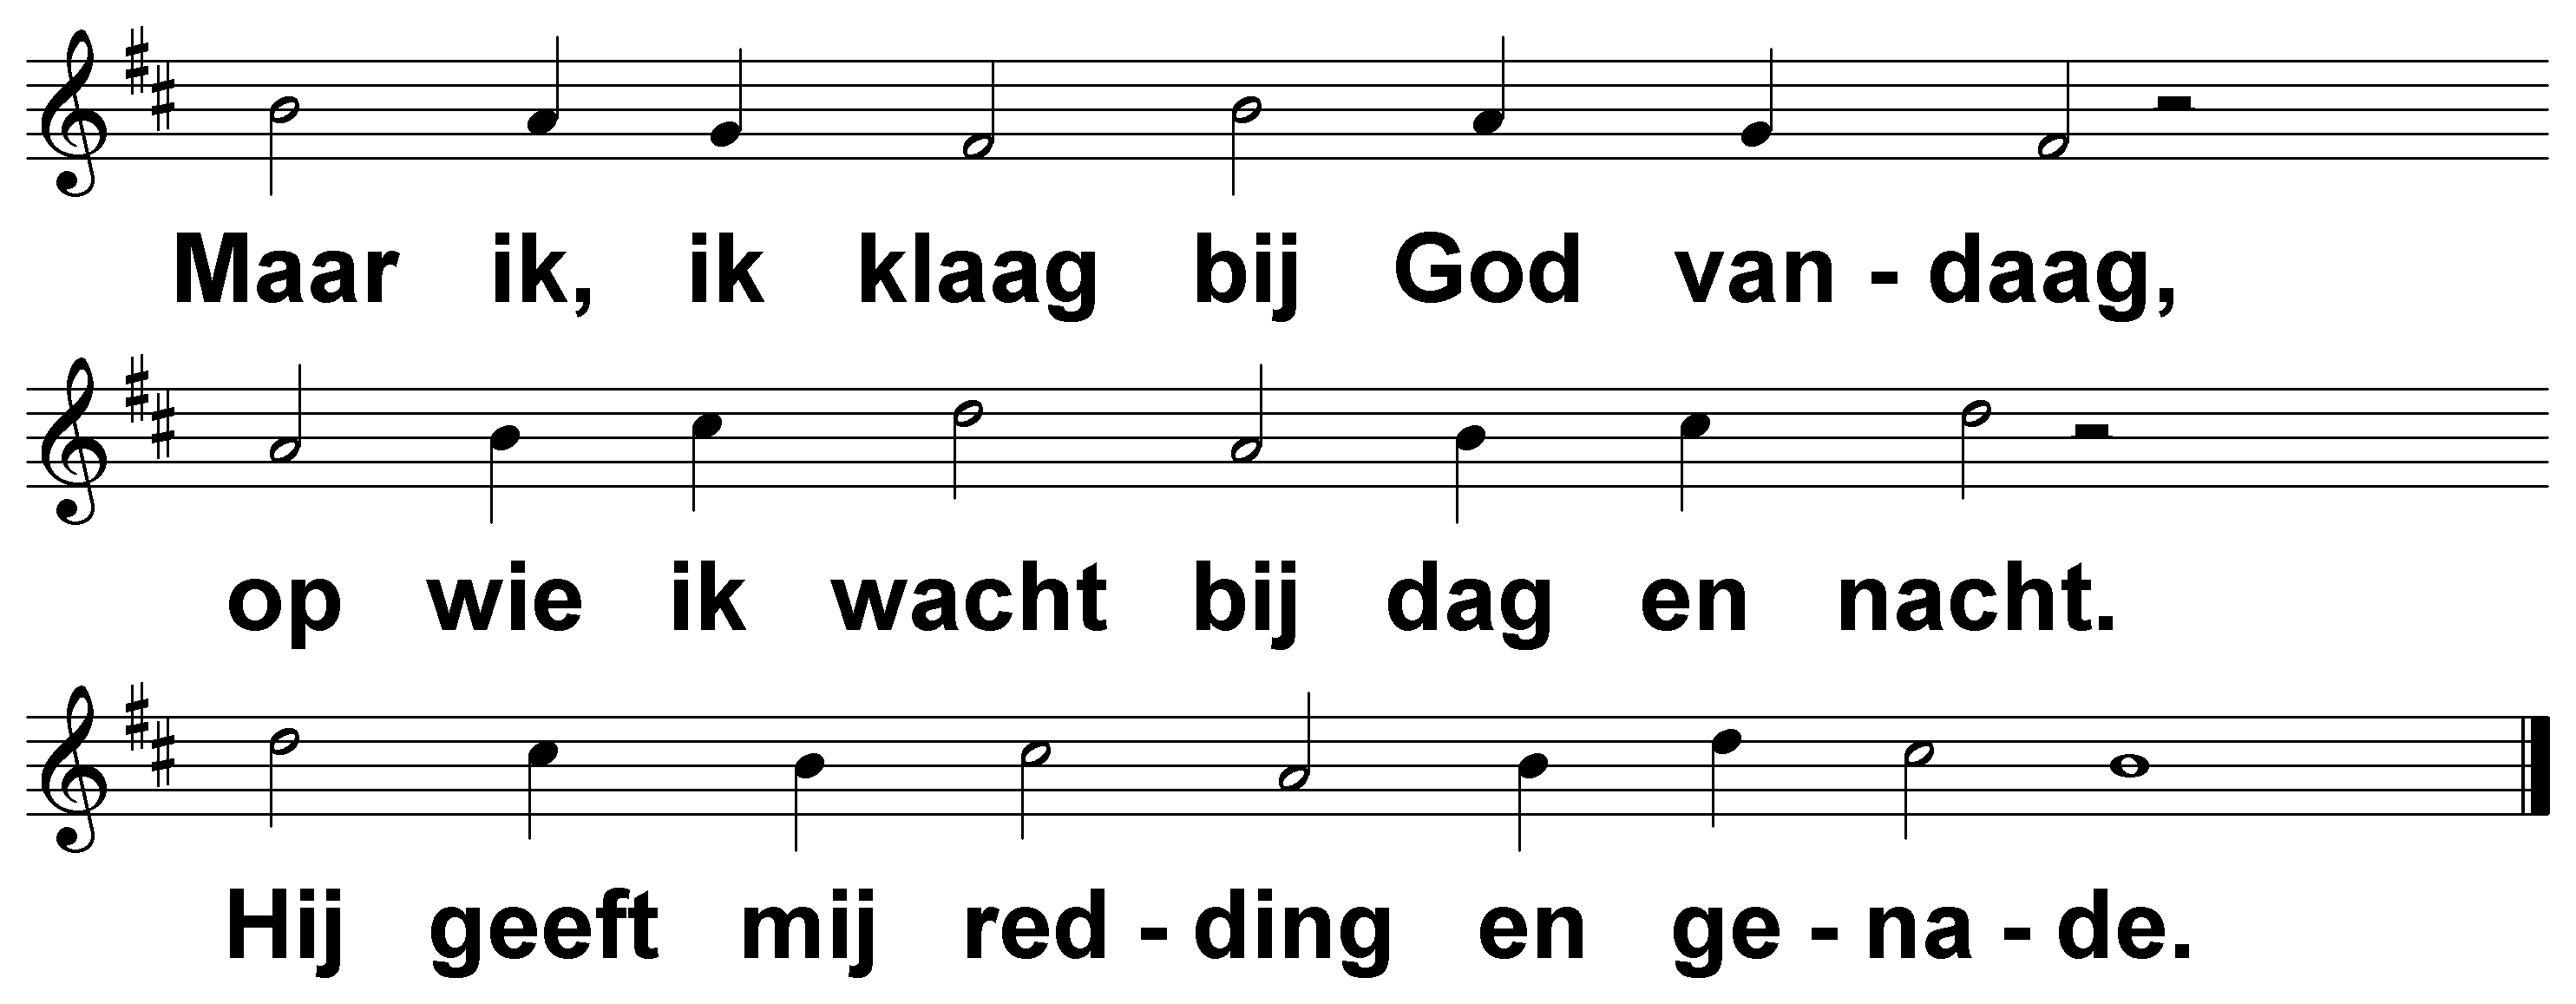 Maar ik, ik klaag bij God van - daag,
op wie ik wacht bij dag en nacht.
Hij geeft mij red - ding en ge - na - de.